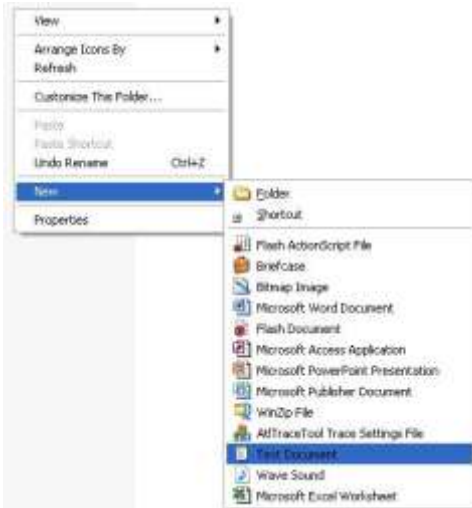 View
Arrange Icons By
Refresh
Customize This Folder...
Paste
Paste Shortcut
Undo Rename Ctrl+Z
New
Properties
Folder
Shortcut
Flash ActionScript File
Briefcase
Bitmap Image
Microsoft Word Document
Flash Document
Microsoft Access Application
Microsoft PowerPoint Presentation
Microsoft Publisher Document
WinZip File
AtlTraceTool Trace Settings File
Text Document
Wave Sound
Microsoft Excel Worksheet